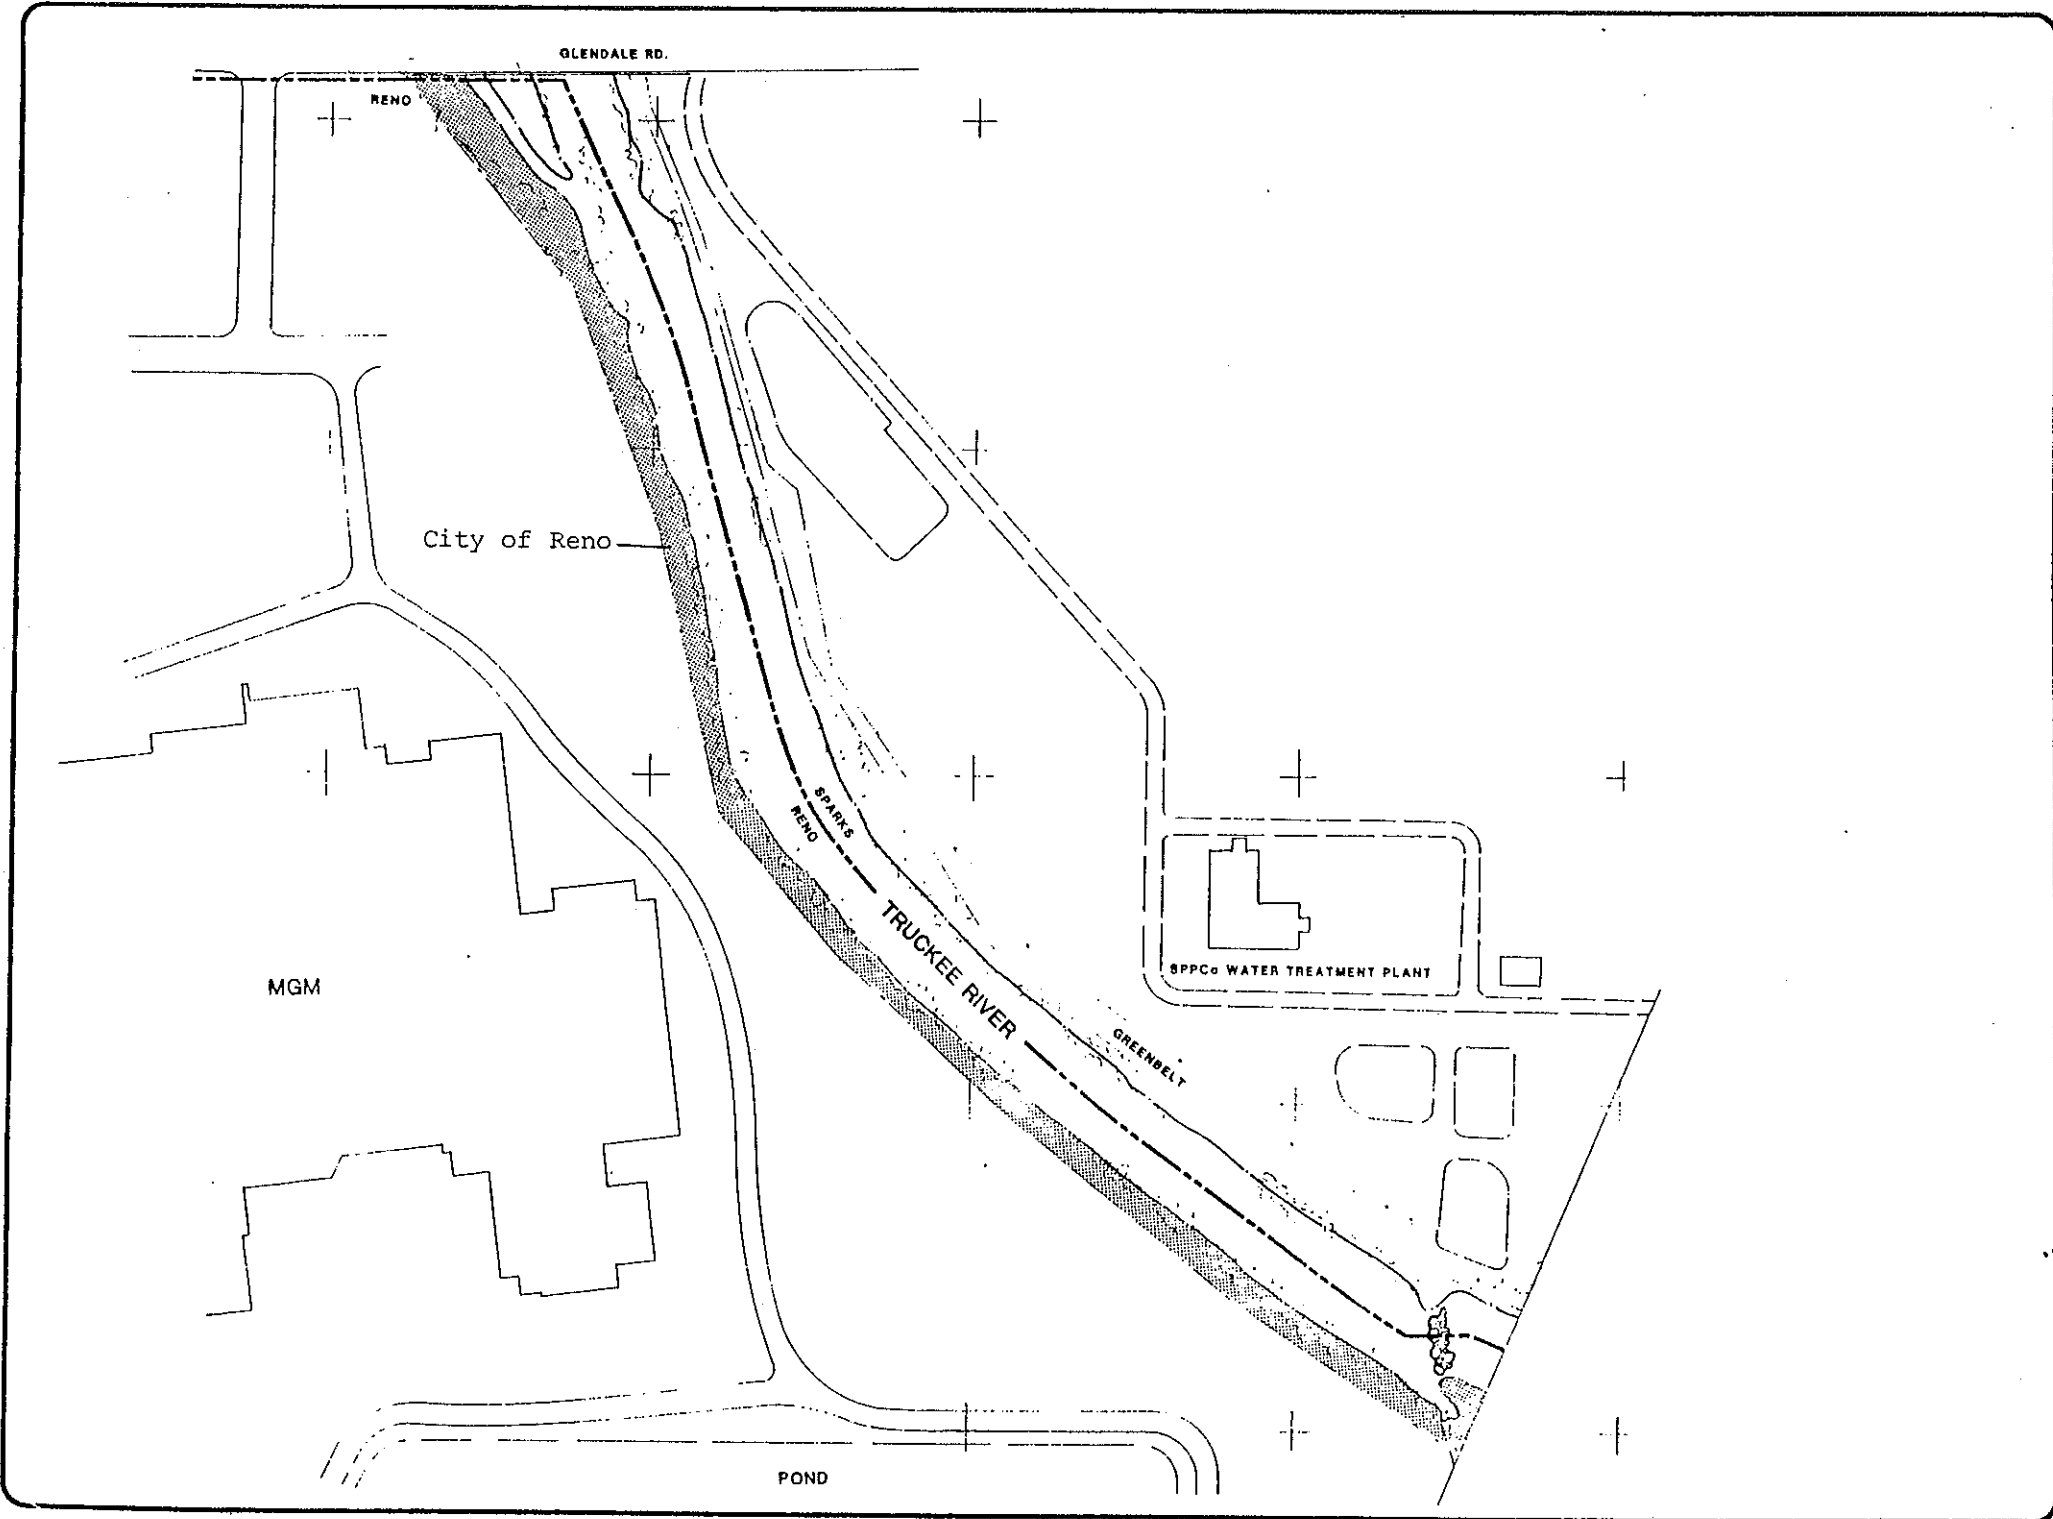 GLENDALE RD.
RENO
City of Reno
SPARKS
RENO
TRUCKEE RIVER
MGM
SPPCo WATER TREATMENT PLANT
GREENBELT
POND